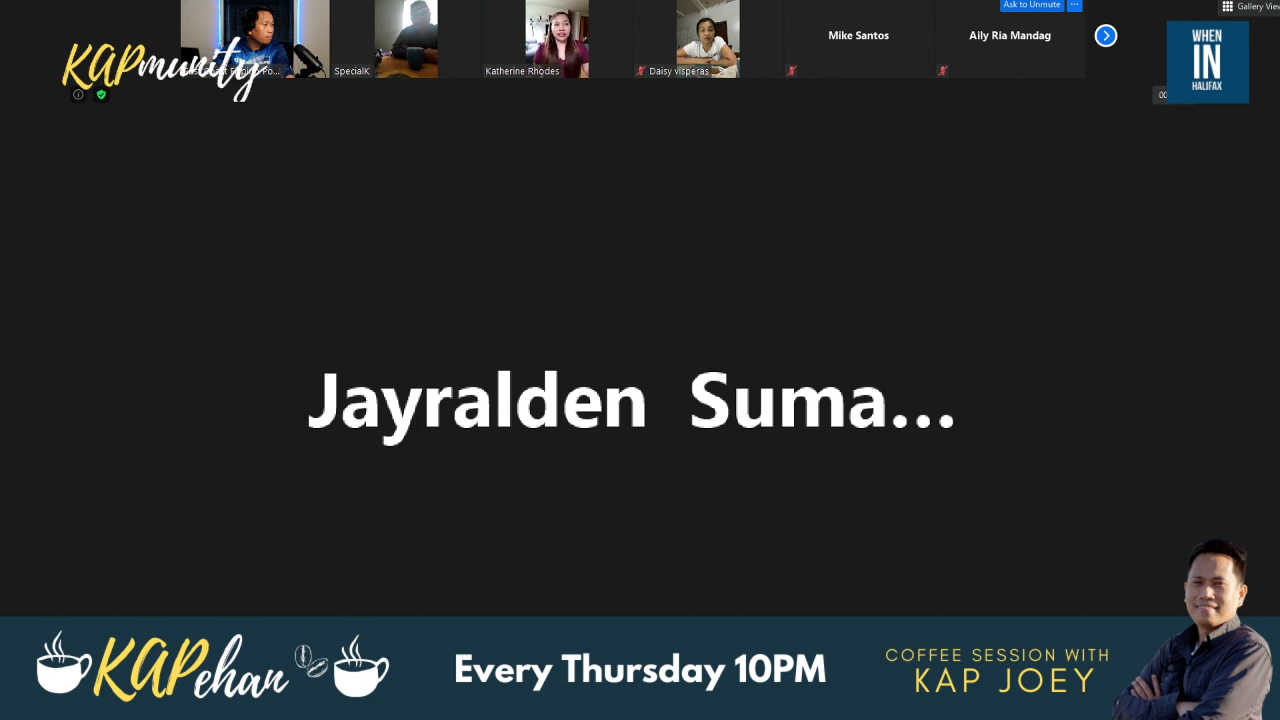 Ask to Unmute
Gallery View
KAPmunity
SpecialK
Katherine Rhodes
Daisy visperas
Mike Santos
Aily Ria Mandag
WHEN
IN
HALIFAX
00
Jayralden Suma...
KAPehan
Every Thursday 10PM
COFFEE SESSION WITH
KAP JOEY